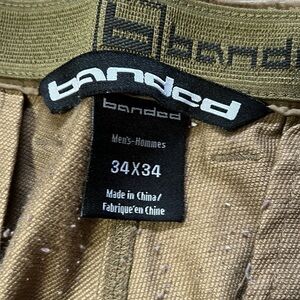 banded
banded
banded
Men's-Hommes
34X34
Made in China/
Fabriqué en Chine